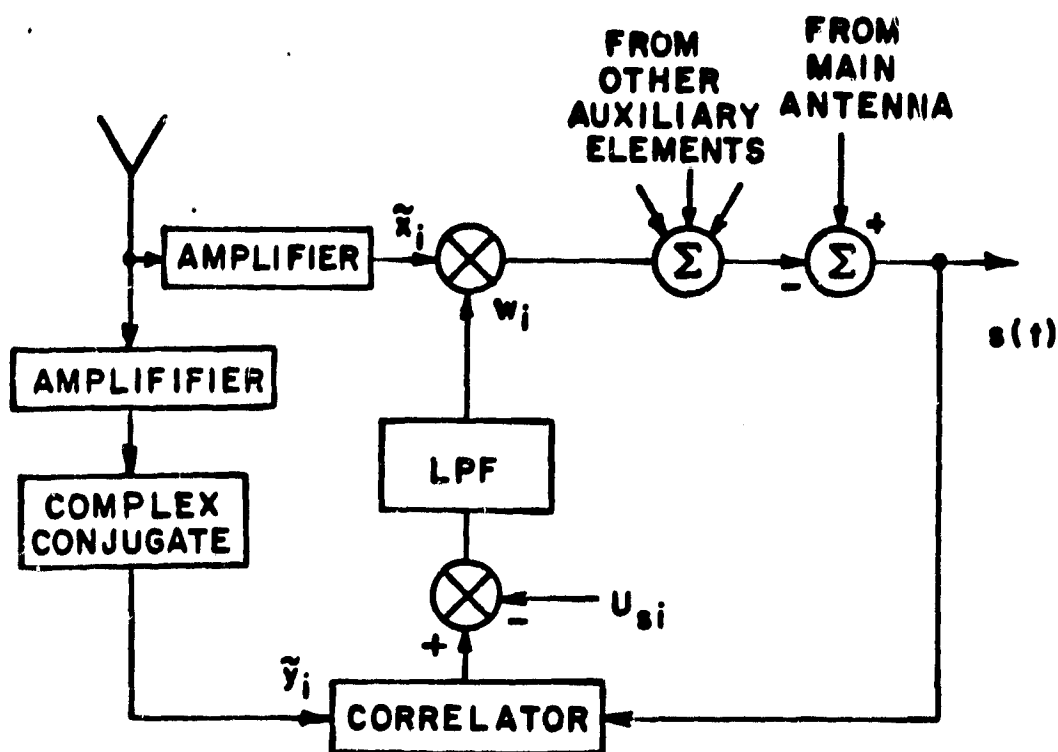 FROM
OTHER
AUXILIARY
ELEMENTS
FROM
MAIN
ANTENNA
AMPLIFIER
x̃i
wi
Σ
Σ
+
-
s(t)
AMPLIFIFIER
COMPLEX
CONJUGATE
LPF
+
-
Usi
ỹi
CORRELATOR